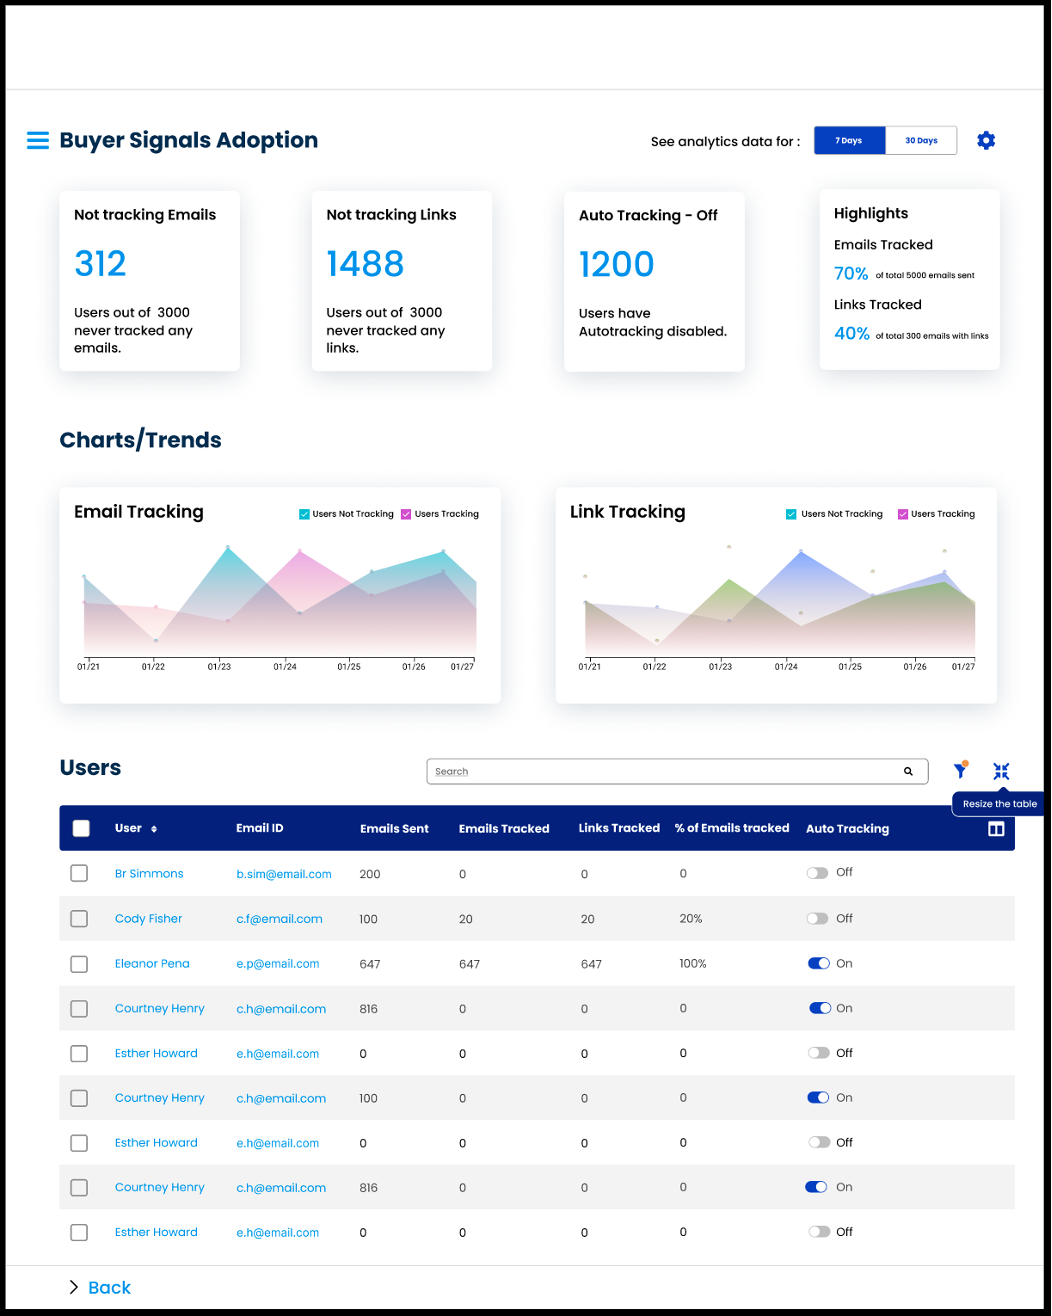 Buyer Signals Adoption
See analytics data for :
7 Days
30 Days
Not tracking Emails
312
Users out of 3000
never tracked any
emails.
Not tracking Links
1488
Users out of 3000
never tracked any
links.
Auto Tracking - Off
1200
Users have
Autotracking disabled.
Highlights
Emails Tracked
70% of total 5000 emails sent
Links Tracked
40% of total 300 emails with links
Charts/Trends
Email Tracking
Users Not Tracking
Users Tracking
01/21 01/22 01/23 01/24 01/25 01/26 01/27
Link Tracking
Users Not Tracking
Users Tracking
01/21 01/22 01/23 01/24 01/25 01/26 01/27
Users
Search
Resize the table
User Email ID Emails Sent Emails Tracked Links Tracked % of Emails tracked Auto Tracking
Br Simmons b.sim@email.com 200 0 0 0 Off
Cody Fisher c.f@email.com 100 20 20 20% Off
Eleanor Pena e.p@email.com 647 647 647 100% On
Courtney Henry c.h@email.com 816 0 0 0 On
Esther Howard e.h@email.com 0 0 0 0 Off
Courtney Henry c.h@email.com 100 0 0 0 On
Esther Howard e.h@email.com 0 0 0 0 Off
Courtney Henry c.h@email.com 816 0 0 0 On
Esther Howard e.h@email.com 0 0 0 0 Off
Back